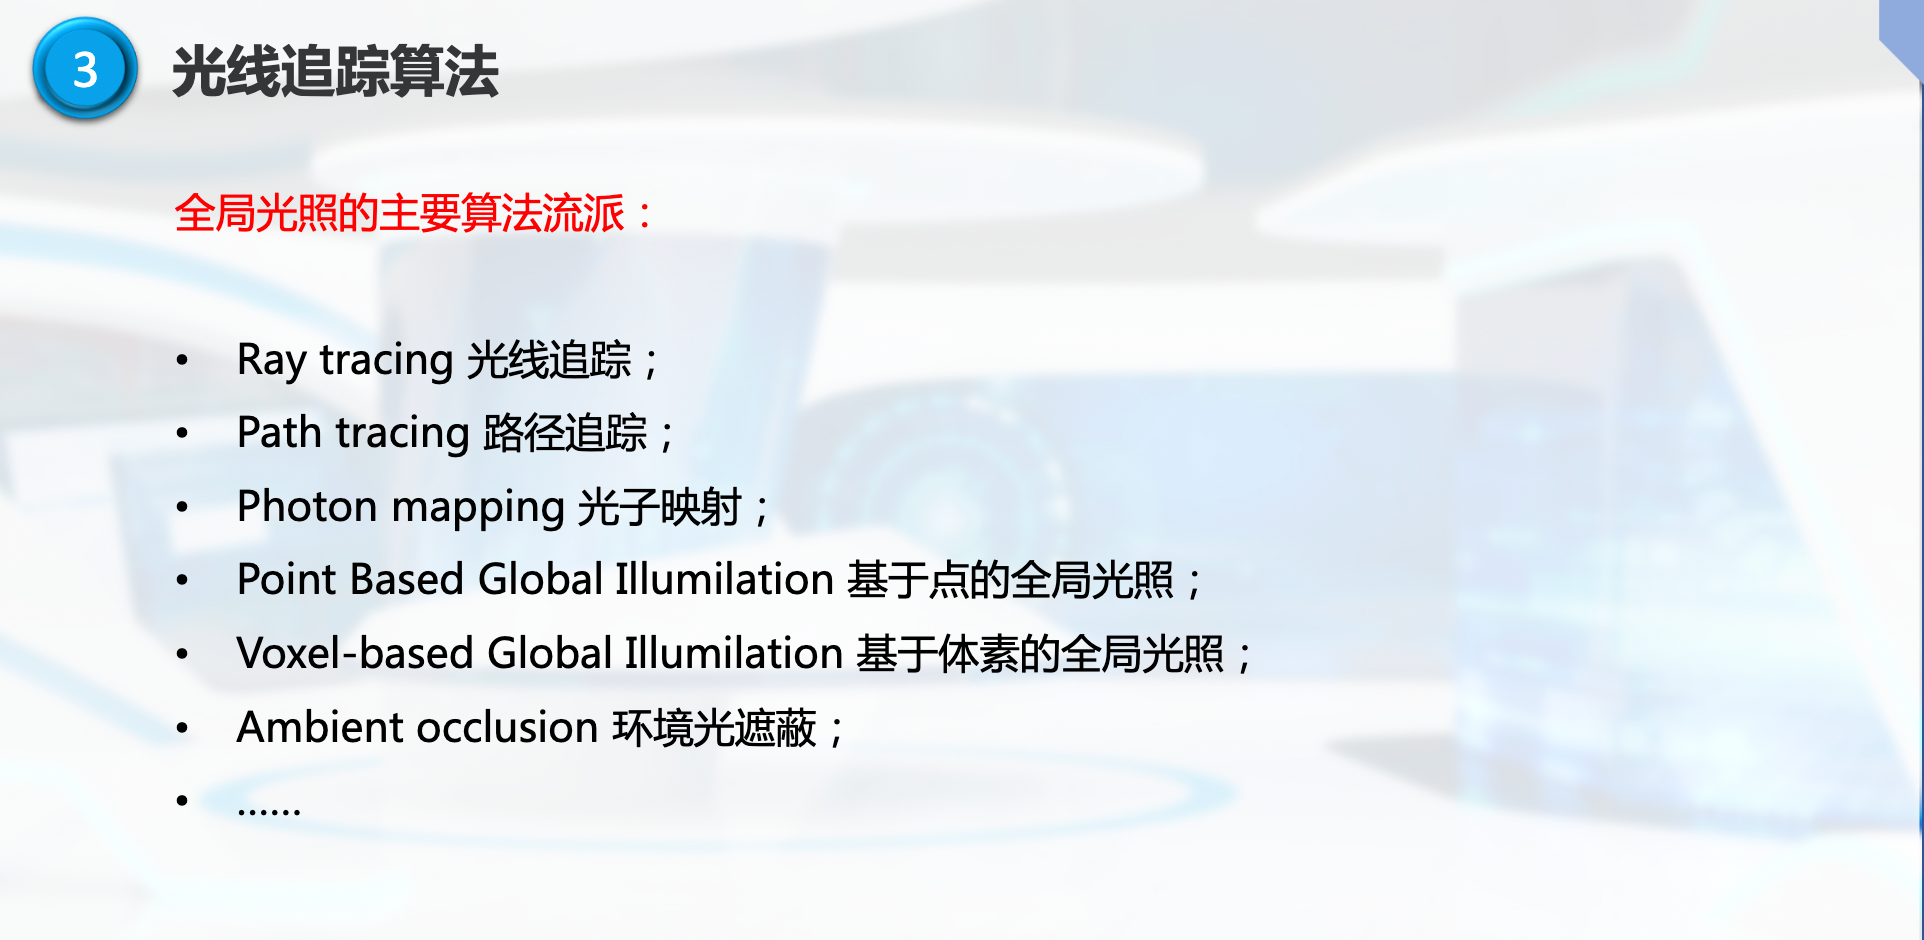 3 光线追踪算法
全局光照的主要算法流派：
• Ray tracing 光线追踪；
• Path tracing 路径追踪；
• Photon mapping 光子映射；
• Point Based Global Illumilation 基于点的全局光照；
• Voxel-based Global Illumilation 基于体素的全局光照；
• Ambient occlusion 环境光遮蔽；
• ......